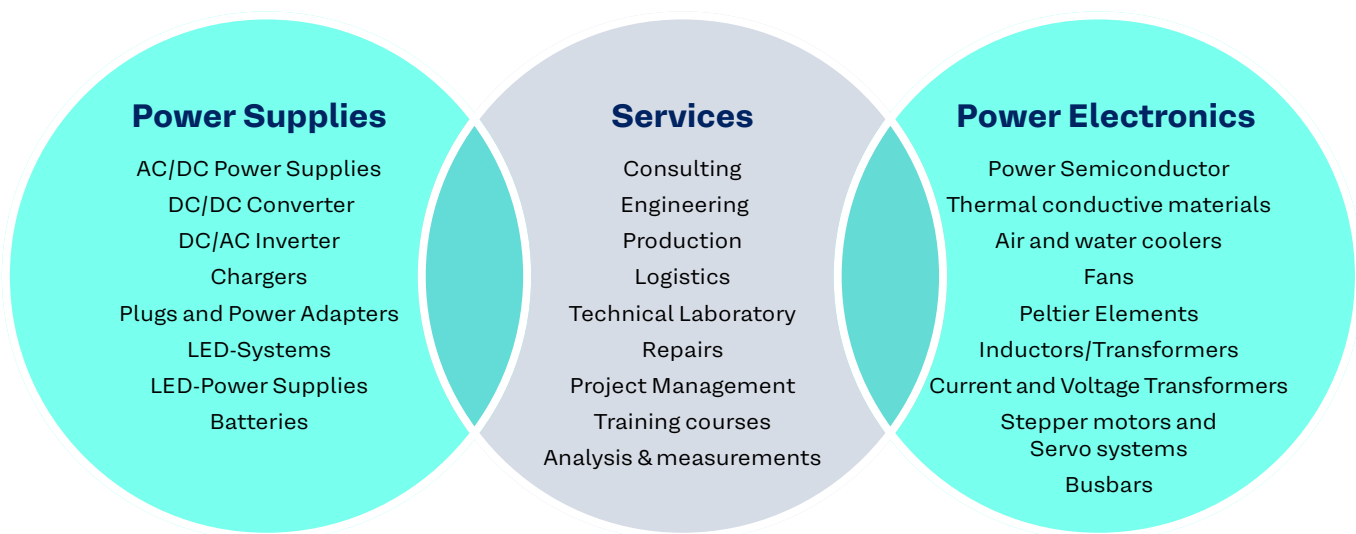 Power Supplies
AC/DC Power Supplies
DC/DC Converter
DC/AC Inverter
Chargers
Plugs and Power Adapters
LED-Systems
LED-Power Supplies
Batteries
Services
Consulting
Engineering
Production
Logistics
Technical Laboratory
Repairs
Project Management
Training courses
Analysis & measurements
Power Electronics
Power Semiconductor
Thermal conductive materials
Air and water coolers
Fans
Peltier Elements
Inductors/Transformers
Current and Voltage Transformers
Stepper motors and
Servo systems
Busbars